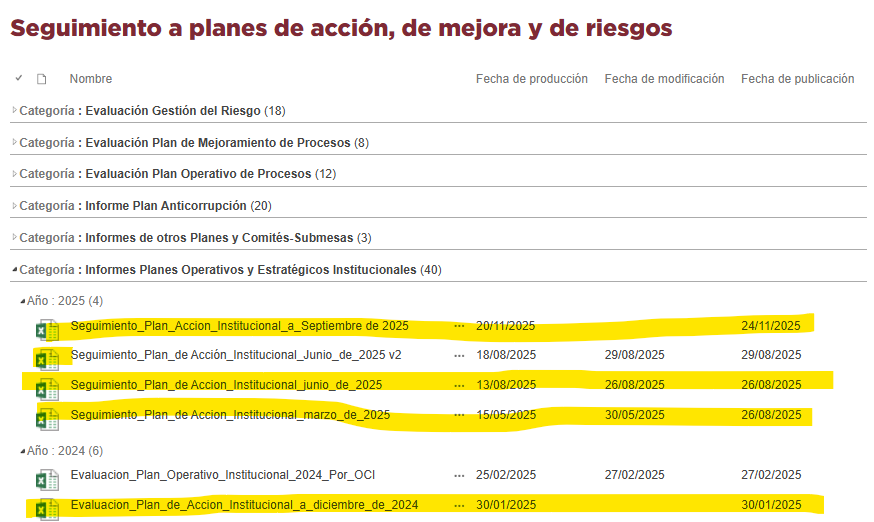 Seguimiento a planes de acción, de mejora y de riesgos
Nombre Fecha de producción Fecha de modificación Fecha de publicación
Categoría : Evaluación Gestión del Riesgo (18)
Categoría : Evaluación Plan de Mejoramiento de Procesos (8)
Categoría : Evaluación Plan Operativo de Procesos (12)
Categoría : Informe Plan Anticorrupción (20)
Categoría : Informes de otros Planes y Comités-Submesas (3)
Categoría : Informes Planes Operativos y Estratégicos Institucionales (40)
Año : 2025 (4)
Seguimiento_Plan_Accion_Institucional_a_Septiembre de 2025 ... 20/11/2025 24/11/2025
Seguimiento_Plan_de Acción_Institucional_Junio_de_2025 v2 ... 18/08/2025 29/08/2025 29/08/2025
Seguimiento_Plan_de Accion_Institucional_junio_de_2025 ... 13/08/2025 26/08/2025 26/08/2025
Seguimiento_Plan_de Accion_Institucional_marzo_de_2025 ... 15/05/2025 30/05/2025 26/08/2025
Año : 2024 (6)
Evaluacion_Plan_Operativo_Institucional_2024_Por_OCI ... 25/02/2025 27/02/2025 27/02/2025
Evaluacion_Plan_de_Accion_Institucional_a_diciembre_de_2024 ... 30/01/2025 30/01/2025